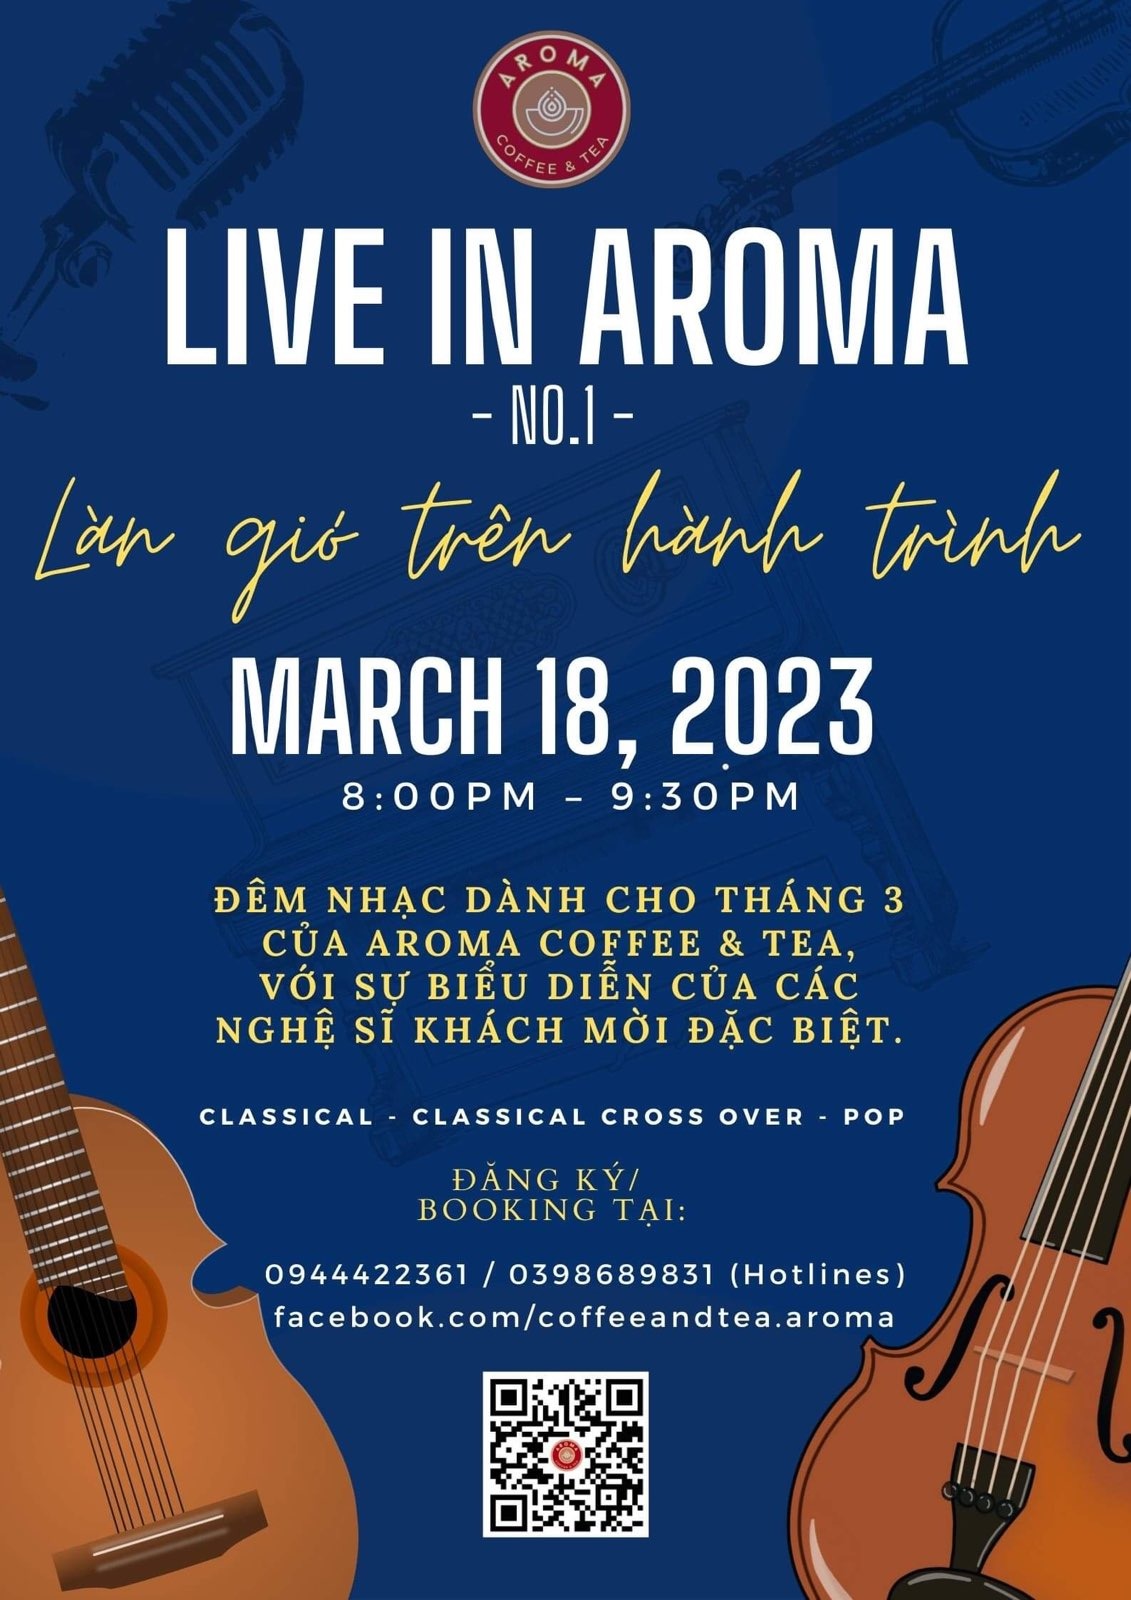 AROMA
COFFEE & TEA
LIVE IN AROMA
- NO.1 -
Làn gió trên hành trình
MARCH 18, 2023
8:00PM – 9:30PM
ĐÊM NHẠC DÀNH CHO THÁNG 3
CỦA AROMA COFFEE & TEA,
VỚI SỰ BIỂU DIỄN CỦA CÁC
NGHỆ SĨ KHÁCH MỜI ĐẶC BIỆT.
CLASSICAL - CLASSICAL CROSS OVER - POP
ĐĂNG KÝ/
BOOKING TẠI:
0944422361 / 0398689831 (Hotlines)
facebook.com/coffeeandtea.aroma
AROMA